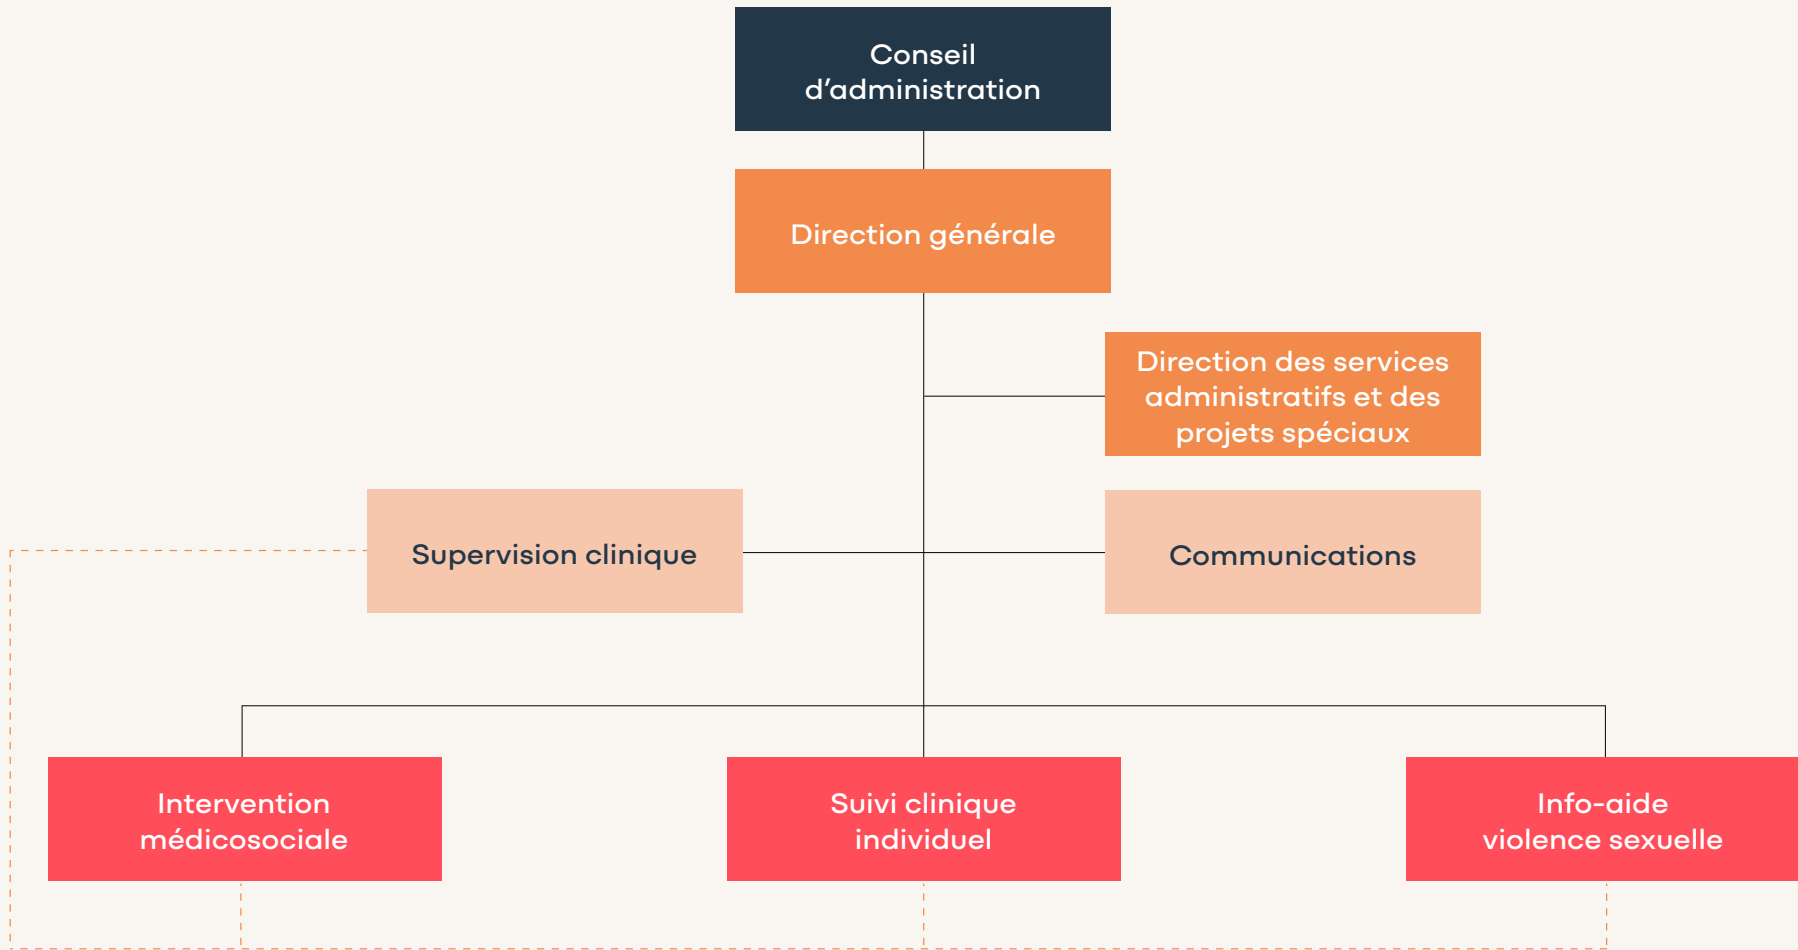 Conseil
d’administration
Direction générale
Direction des services
administratifs et des
projets spéciaux
Supervision clinique
Communications
Intervention
médicosociale
Suivi clinique
individuel
Info-aide
violence sexuelle